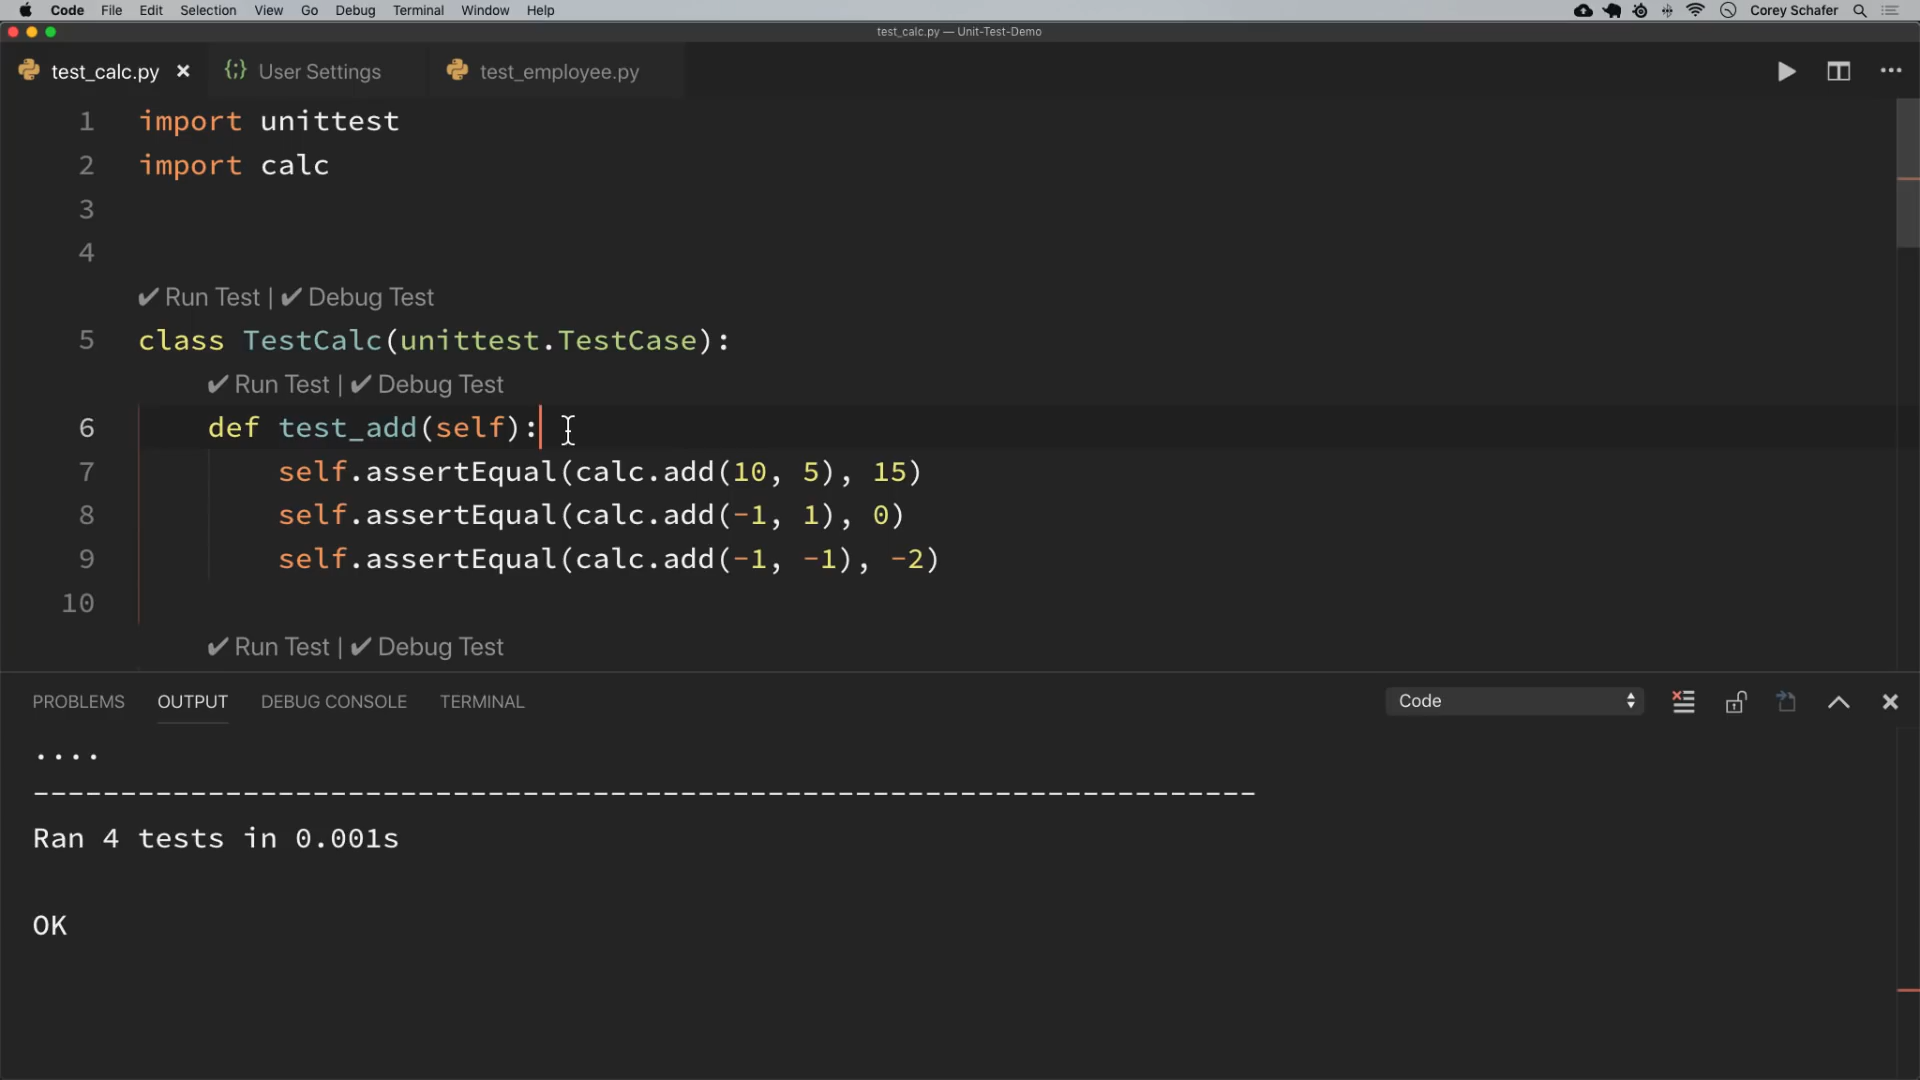 Code File Edit Selection View Go Debug Terminal Window Help Corey Schafer
test_calc.py — Unit-Test-Demo
test_calc.py User Settings test_employee.py
1 import unittest
2 import calc
3
4
✔ Run Test | ✔ Debug Test
5 class TestCalc(unittest.TestCase):
✔ Run Test | ✔ Debug Test
6 def test_add(self):
7 self.assertEqual(calc.add(10, 5), 15)
8 self.assertEqual(calc.add(-1, 1), 0)
9 self.assertEqual(calc.add(-1, -1), -2)
10
✔ Run Test | ✔ Debug Test
PROBLEMS OUTPUT DEBUG CONSOLE TERMINAL Code
....
----------------------------------------------------------------------
Ran 4 tests in 0.001s
OK